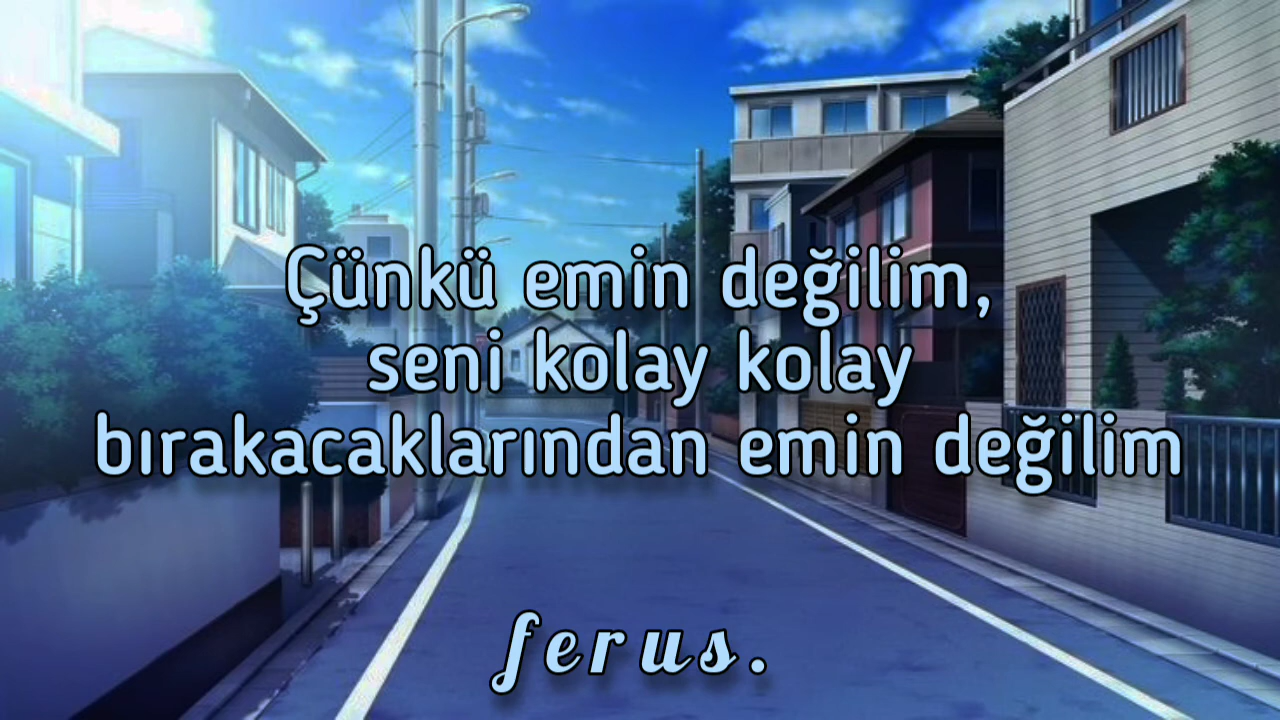 Çünkü emin değilim,
seni kolay kolay
bırakacaklarından emin değilim
ferus.